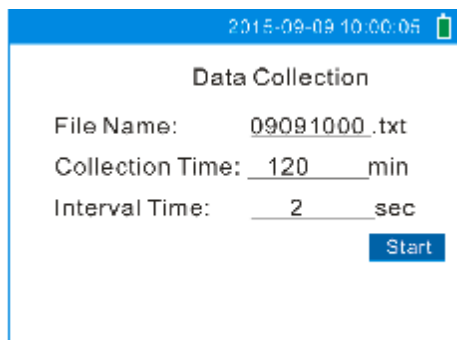 2015-09-09 10:00:05
Data Collection
File Name: 09091000.txt
Collection Time: 120 min
Interval Time: 2 sec
Start